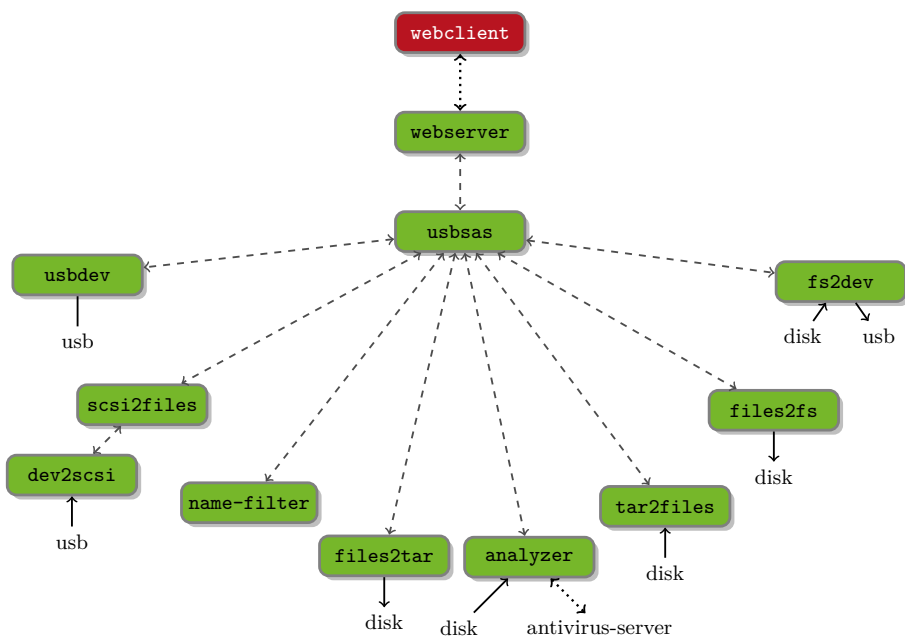 webclient
webserver
usbsas
usbdev
fs2dev
usb
disk
usb
scsi2files
files2fs
dev2scsi
disk
name-filter
tar2files
usb
files2tar
analyzer
disk
disk
disk
antivirus-server